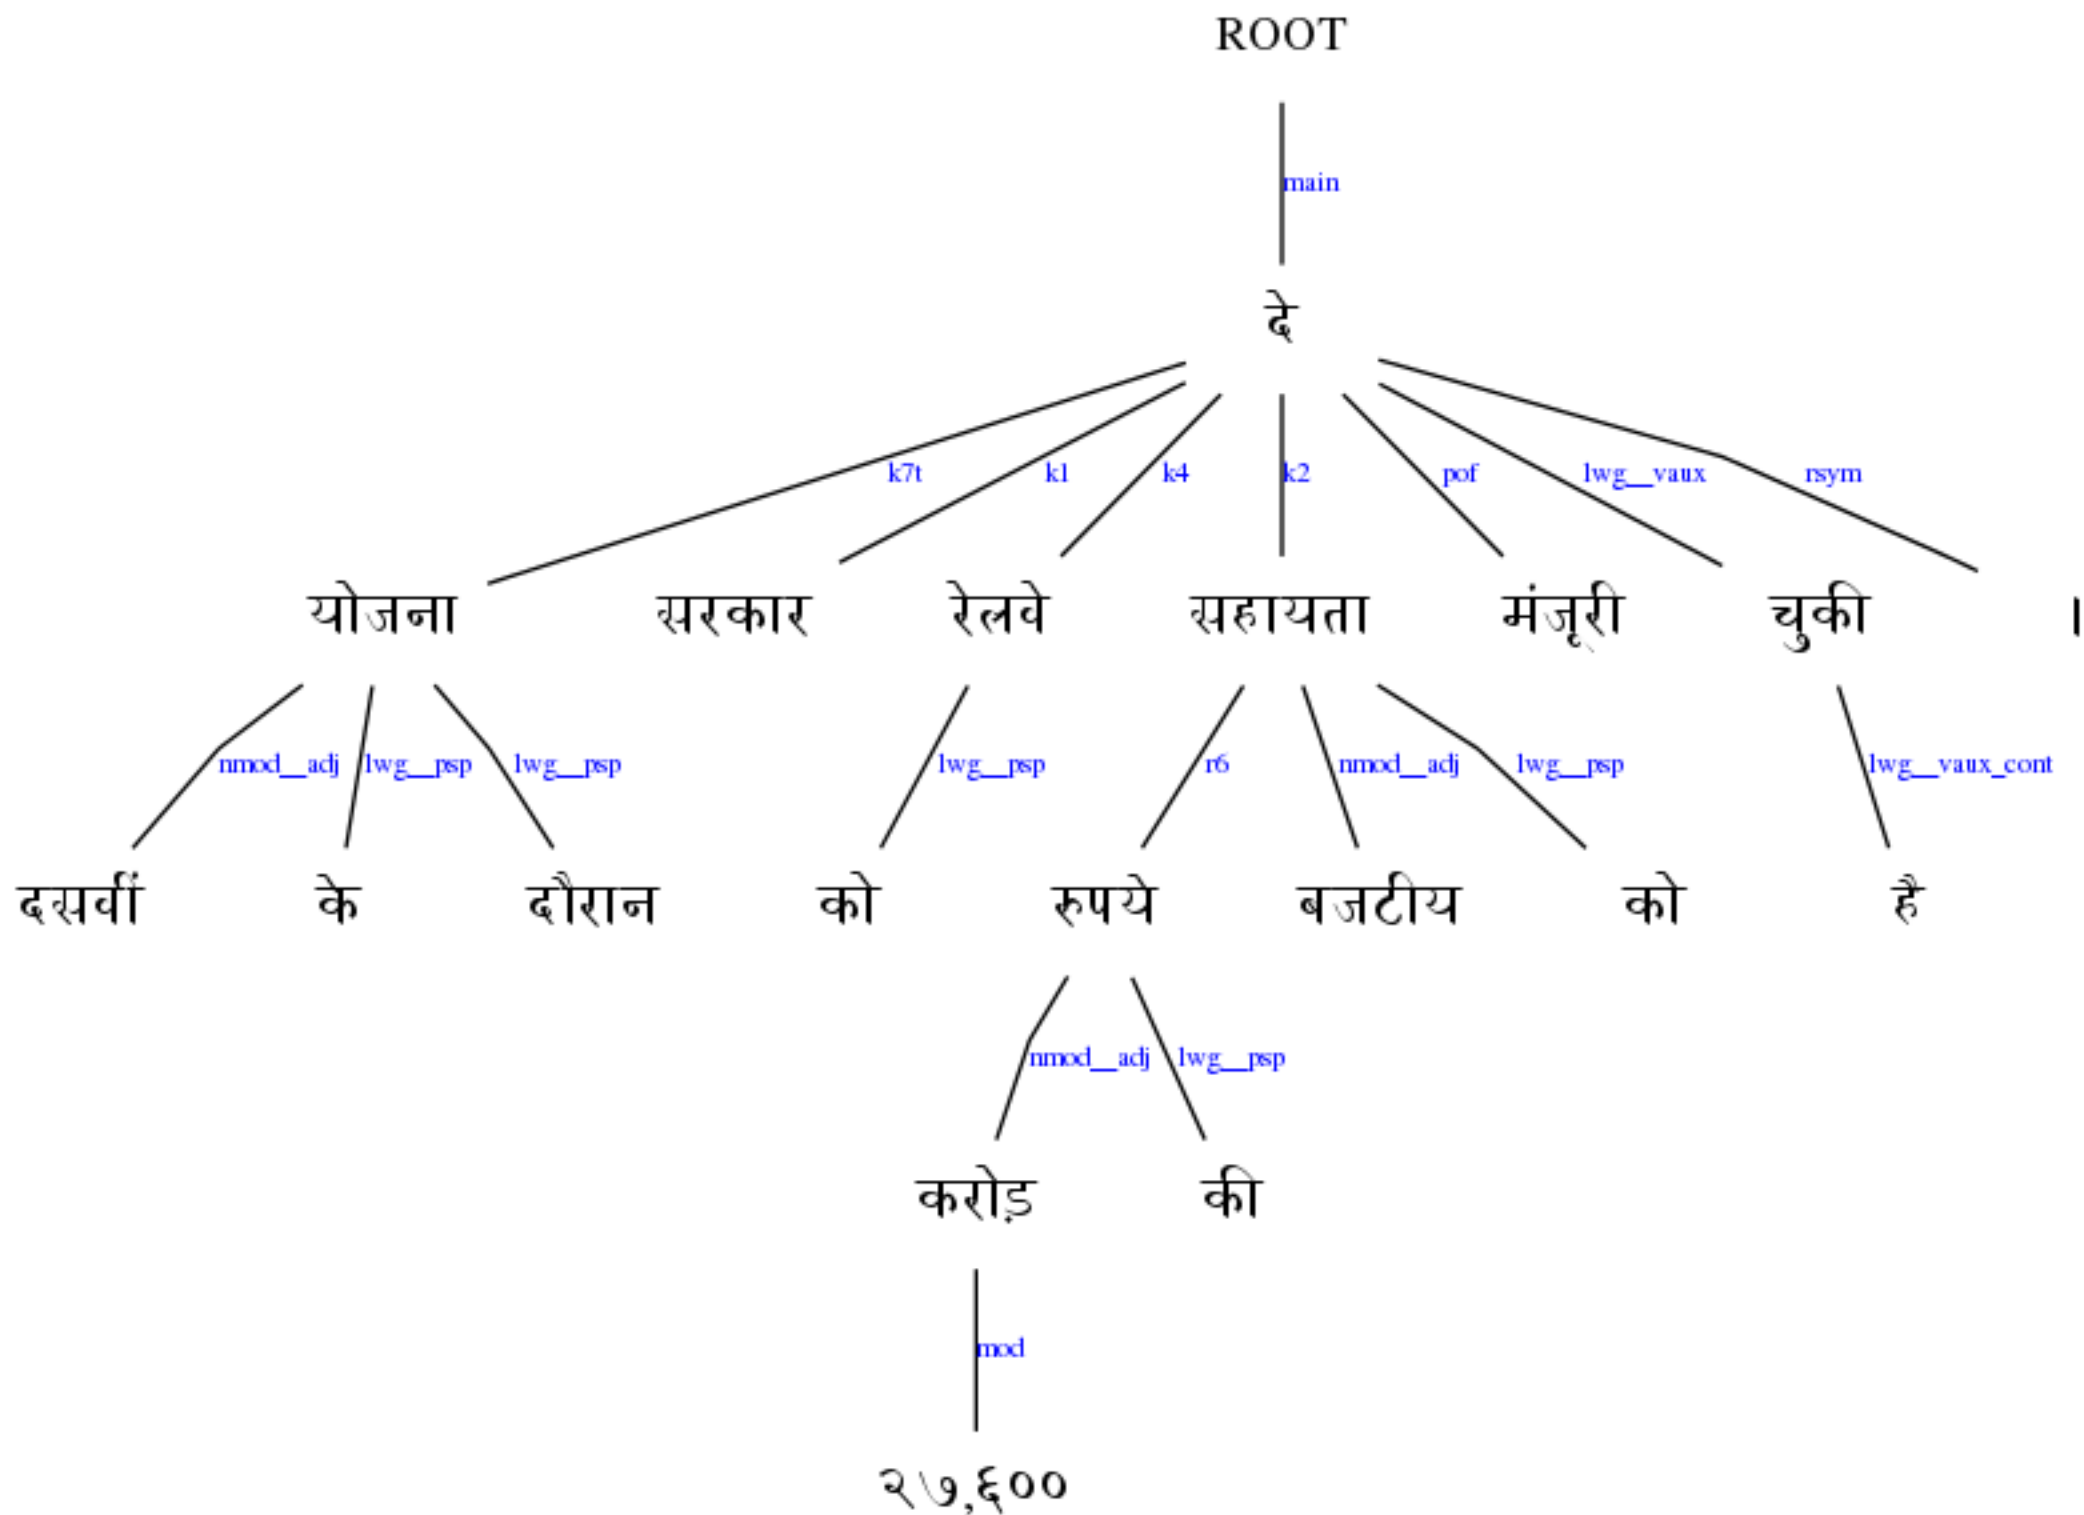 ROOT
main
दे
k7t k1 k4 k2 pof lwg__vaux rsym
योजना सरकार रेलवे सहायता मंजूरी चुकी ।
nmod__adj lwg__psp lwg__psp lwg__psp r6 nmod__adj lwg__psp lwg__vaux_cont
दसवीं के दौरान को रुपये बजटीय को है
nmod__adj lwg__psp
करोड़ की
mod
२७,६००